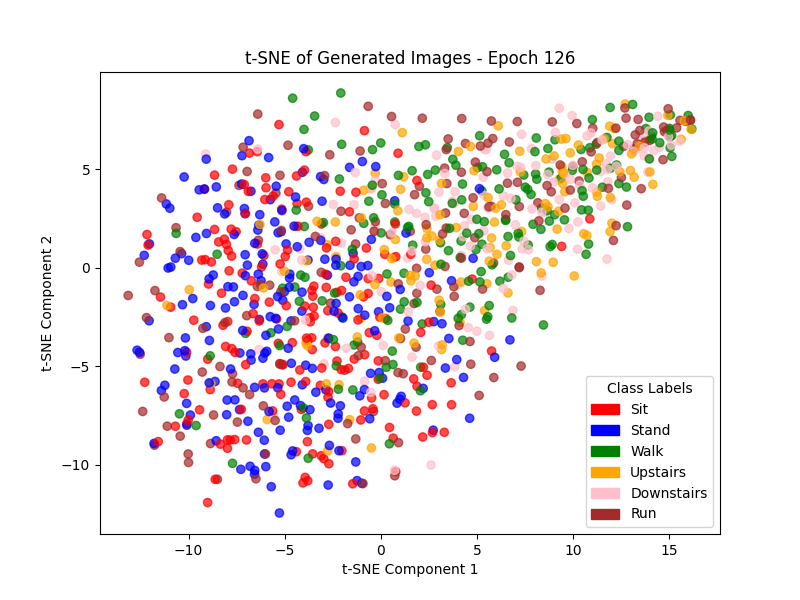 t-SNE of Generated Images - Epoch 126
t-SNE Component 2
5
0
−5
−10
−10 −5 0 5 10 15
t-SNE Component 1
Class Labels
Sit
Stand
Walk
Upstairs
Downstairs
Run